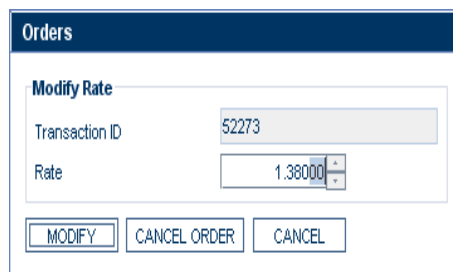 Orders
Modify Rate
Transaction ID 52273
Rate 1.38000
MODIFY CANCEL ORDER CANCEL